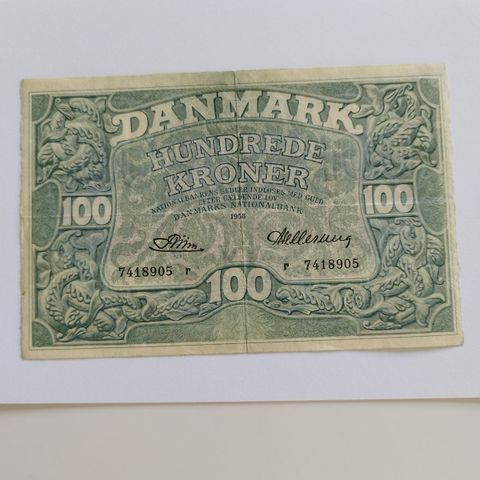 DANMARK
HUNDREDE
KRONER
NATIONALBANKENS SEDLER INDLØSES MED GULD
EFTER GÆLDENDE LOV
DANMARKS NATIONALBANK
1958
100 100
7418905 r r 7418905
100